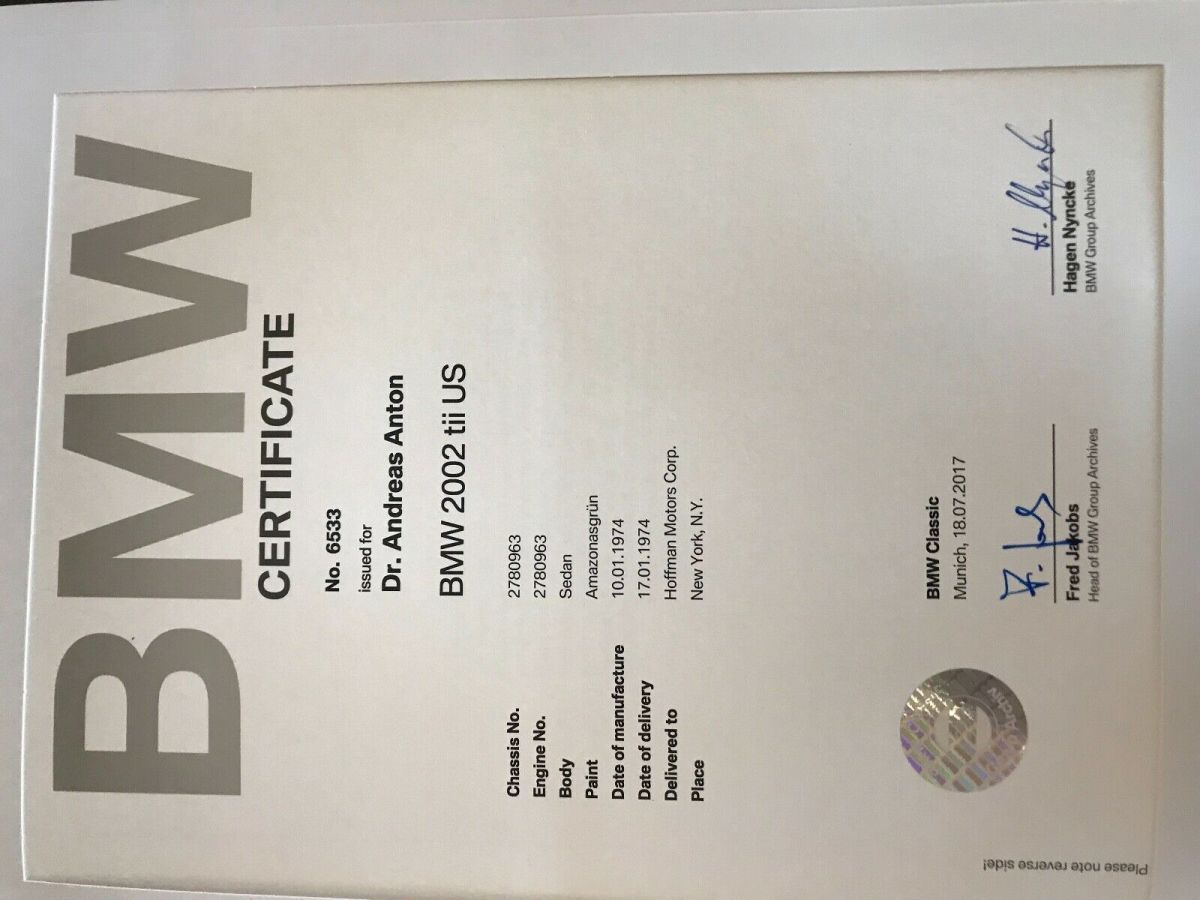 BMW
CERTIFICATE
No. 6533
issued for
Dr. Andreas Anton
BMW 2002 tii US
Chassis No. 2780963
Engine No. 2780963
Body Sedan
Paint Amazonasgrün
Date of manufacture 10.01.1974
Date of delivery 17.01.1974
Delivered to Hoffman Motors Corp.
Place New York, N.Y.
BMW Classic
Munich, 18.07.2017
Archiv
Fred Jakobs
Head of BMW Group Archives
H. Nyncke
Hagen Nyncke
BMW Group Archives
Please note reverse side!